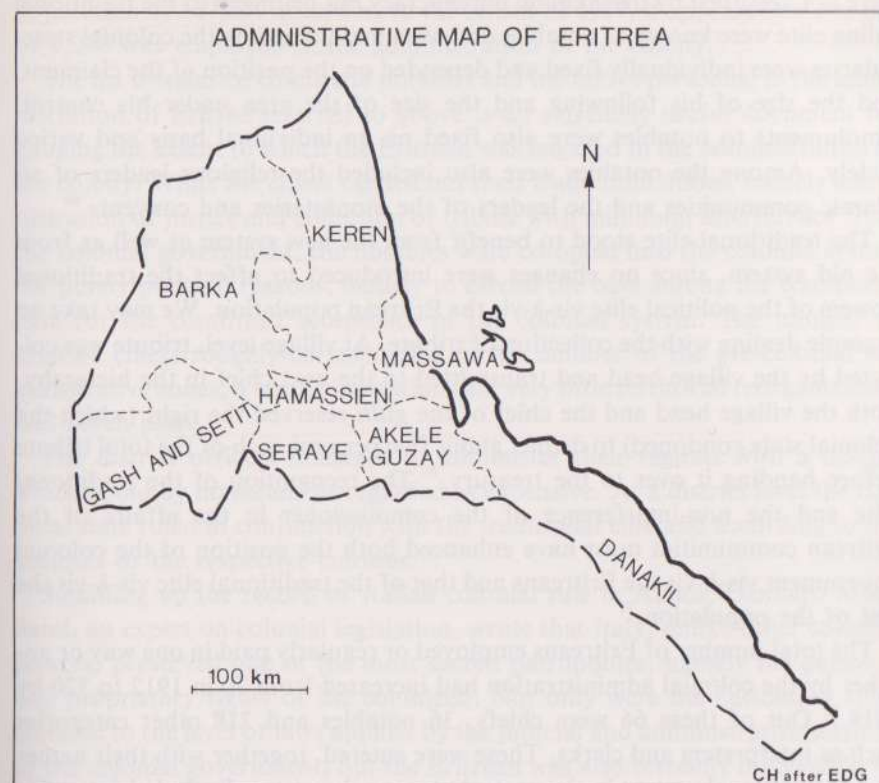 ADMINISTRATIVE MAP OF ERITREA
N
KEREN
BARKA
MASSAWA
HAMASSIEN
GASH AND SETIT
SERAYE
AKELE
GUZAY
DANAKIL
100 km
CH after EDG